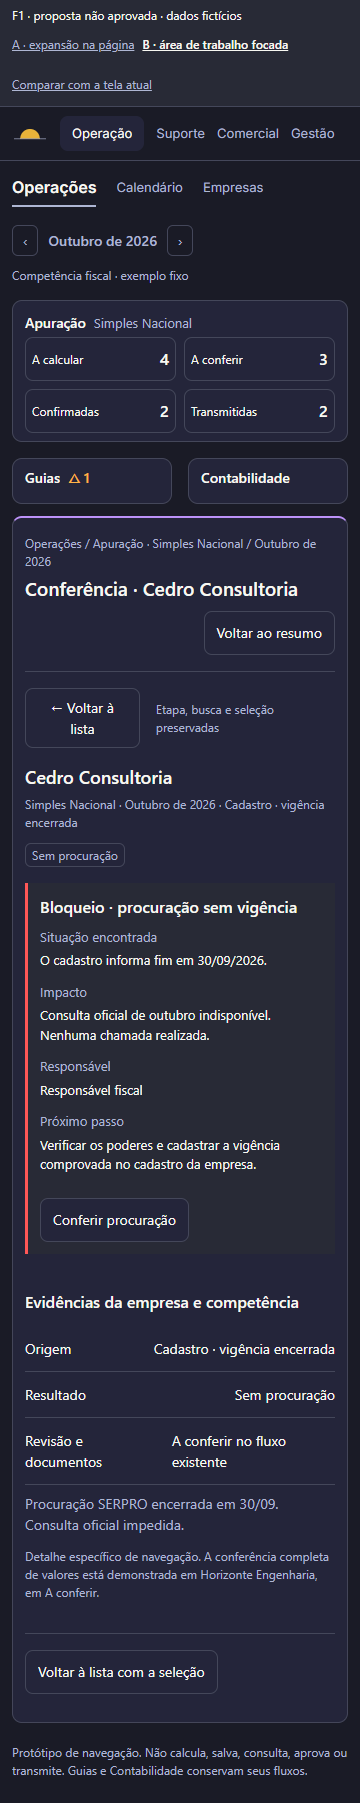 F1 · proposta não aprovada · dados fictícios
A · expansão na página B · área de trabalho focada
Comparar com a tela atual
Operação Suporte Comercial Gestão
Operações Calendário Empresas
‹ Outubro de 2026 ›
Competência fiscal · exemplo fixo
Apuração Simples Nacional
A calcular 4 A conferir 3
Confirmadas 2 Transmitidas 2
Guias △ 1 Contabilidade
Operações / Apuração · Simples Nacional / Outubro de
2026
Conferência · Cedro Consultoria
Voltar ao resumo
← Voltar à
lista
Etapa, busca e seleção
preservadas
Cedro Consultoria
Simples Nacional · Outubro de 2026 · Cadastro · vigência
encerrada
Sem procuração
Bloqueio · procuração sem vigência
Situação encontrada
O cadastro informa fim em 30/09/2026.
Impacto
Consulta oficial de outubro indisponível.
Nenhuma chamada realizada.
Responsável
Responsável fiscal
Próximo passo
Verificar os poderes e cadastrar a vigência
comprovada no cadastro da empresa.
Conferir procuração
Evidências da empresa e competência
Origem Cadastro · vigência encerrada
Resultado Sem procuração
Revisão e
documentos
A conferir no fluxo
existente
Procuração SERPRO encerrada em 30/09.
Consulta oficial impedida.
Detalhe específico de navegação. A conferência completa
de valores está demonstrada em Horizonte Engenharia,
em A conferir.
Voltar à lista com a seleção
Protótipo de navegação. Não calcula, salva, consulta, aprova ou
transmite. Guias e Contabilidade conservam seus fluxos.